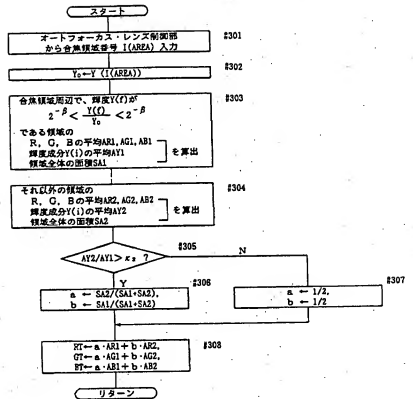 スタート
オートフォーカス・レンズ制御部
から合焦領域番号 I(AREA) 入力
#301
Y₀←Y (I(AREA))
#302
合焦領域周辺で、輝度Y(f)が
#303
2^-β < Y(f)/Y₀ < 2^-β
である領域の
R, G, Bの平均AR1, AG1, AB1
輝度成分Y(i)の平均AY1
を算出
領域全体の面積SA1
それ以外の領域の
#304
R, G, Bの平均AR2, AG2, AB2
輝度成分Y(i)の平均AY2
を算出
領域全体の面積SA2
#305
AY2/AY1> κ₂ ?
N
Y
#306
a ← SA2/(SA1+SA2),
b ← SA1/(SA1+SA2)
#307
a ← 1/2,
b ← 1/2
RT←a・AR1+b・AR2,
#308
GT←a・AG1+b・AG2,
BT←a・AB1+b・AB2
リターン